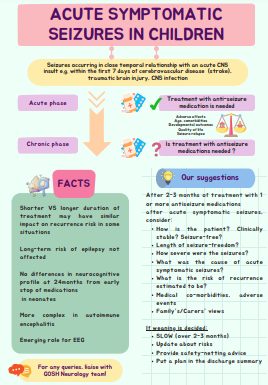 ACUTE SYMPTOMATIC
SEIZURES IN CHILDREN
Seizures occurring in close temporal relationship with an acute CNS
insult e.g. within the first 7 days of cerebrovascular disease (stroke),
traumatic brain injury, CNS infection
Acute phase
Treatment with anti-seizure
medication is needed
Adverse effects
Age, comorbidities
Developmental outcomes
Quality of life
Seizure relapse
Chronic phase
Is treatment with anti-seizure
medications needed ?
FACTS
Shorter VS longer duration of
treatment may have similar
impact on recurrence risk in some
situations
Long-term risk of epilepsy not
affected
No differences in neurocognitive
profile at 24months from early
stop of medications
in neonates
More complex in autoimmune
encephalitis
Emerging role for EEG
For any queries, liaise with
GOSH Neurology team!
Our suggestions
After 2-3 months of treatment with 1
or more antiseizure medications
after acute symptomatic seizures,
consider:
• How is the patient? Clinically
stable? Seizure-free?
• Length of seizure-freedom?
• How severe were the seizures?
• What was the cause of acute
symptomatic seizures?
• What is the risk of recurrence
estimated to be?
• Medical co-morbidities, adverse
events
• Family's/Carers' views
If weaning is decided:
• SLOW (over 2-3 months)
• Update about risks
• Provide safety-netting advice
• Put a plan in the discharge summary